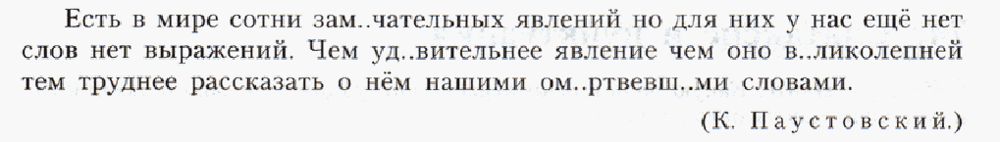 Есть в мире сотни зам..чательных явлений но для них у нас ещё нет
слов нет выражений. Чем уд..вительнее явление чем оно в..ликолепней
тем труднее рассказать о нём нашими ом..ртвевш..ми словами.
(К. Паустовский.)